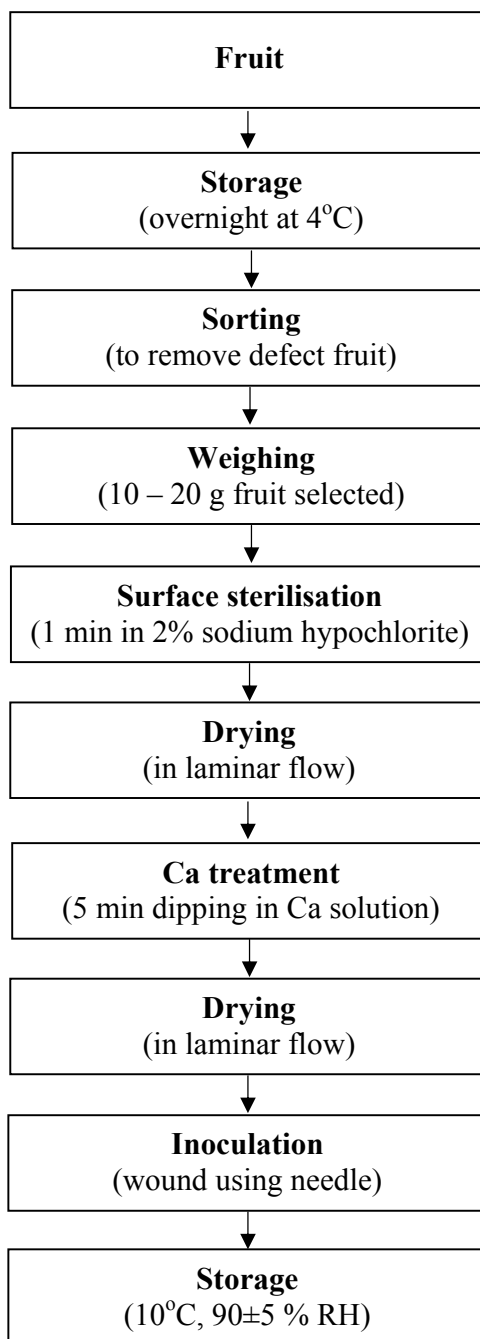 Fruit
Storage
(overnight at 4°C)
Sorting
(to remove defect fruit)
Weighing
(10 – 20 g fruit selected)
Surface sterilisation
(1 min in 2% sodium hypochlorite)
Drying
(in laminar flow)
Ca treatment
(5 min dipping in Ca solution)
Drying
(in laminar flow)
Inoculation
(wound using needle)
Storage
(10°C, 90±5 % RH)